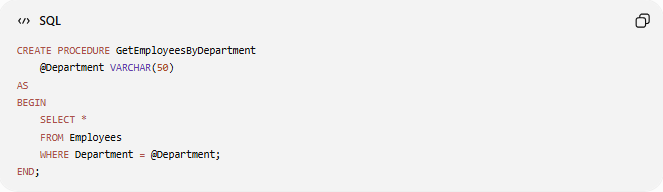 SQL
CREATE PROCEDURE GetEmployeesByDepartment
    @Department VARCHAR(50)
AS
BEGIN
    SELECT *
    FROM Employees
    WHERE Department = @Department;
END;